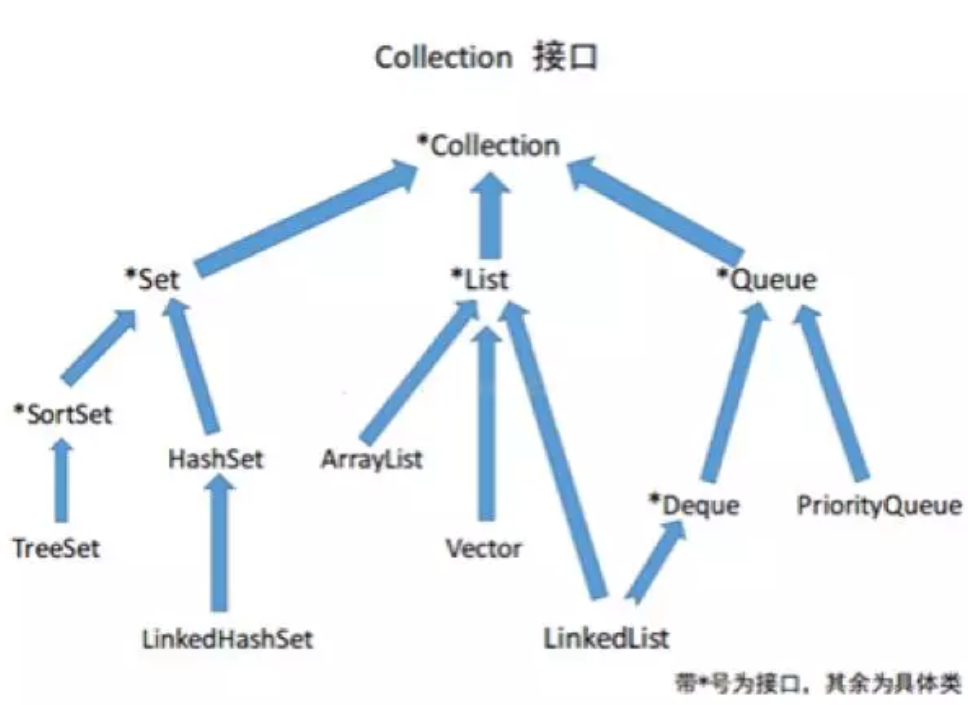 Collection 接口
*Collection
*Set
*List
*Queue
*SortSet
HashSet
ArrayList
*Deque
PriorityQueue
TreeSet
Vector
LinkedHashSet
LinkedList
带*号为接口，其余为具体类